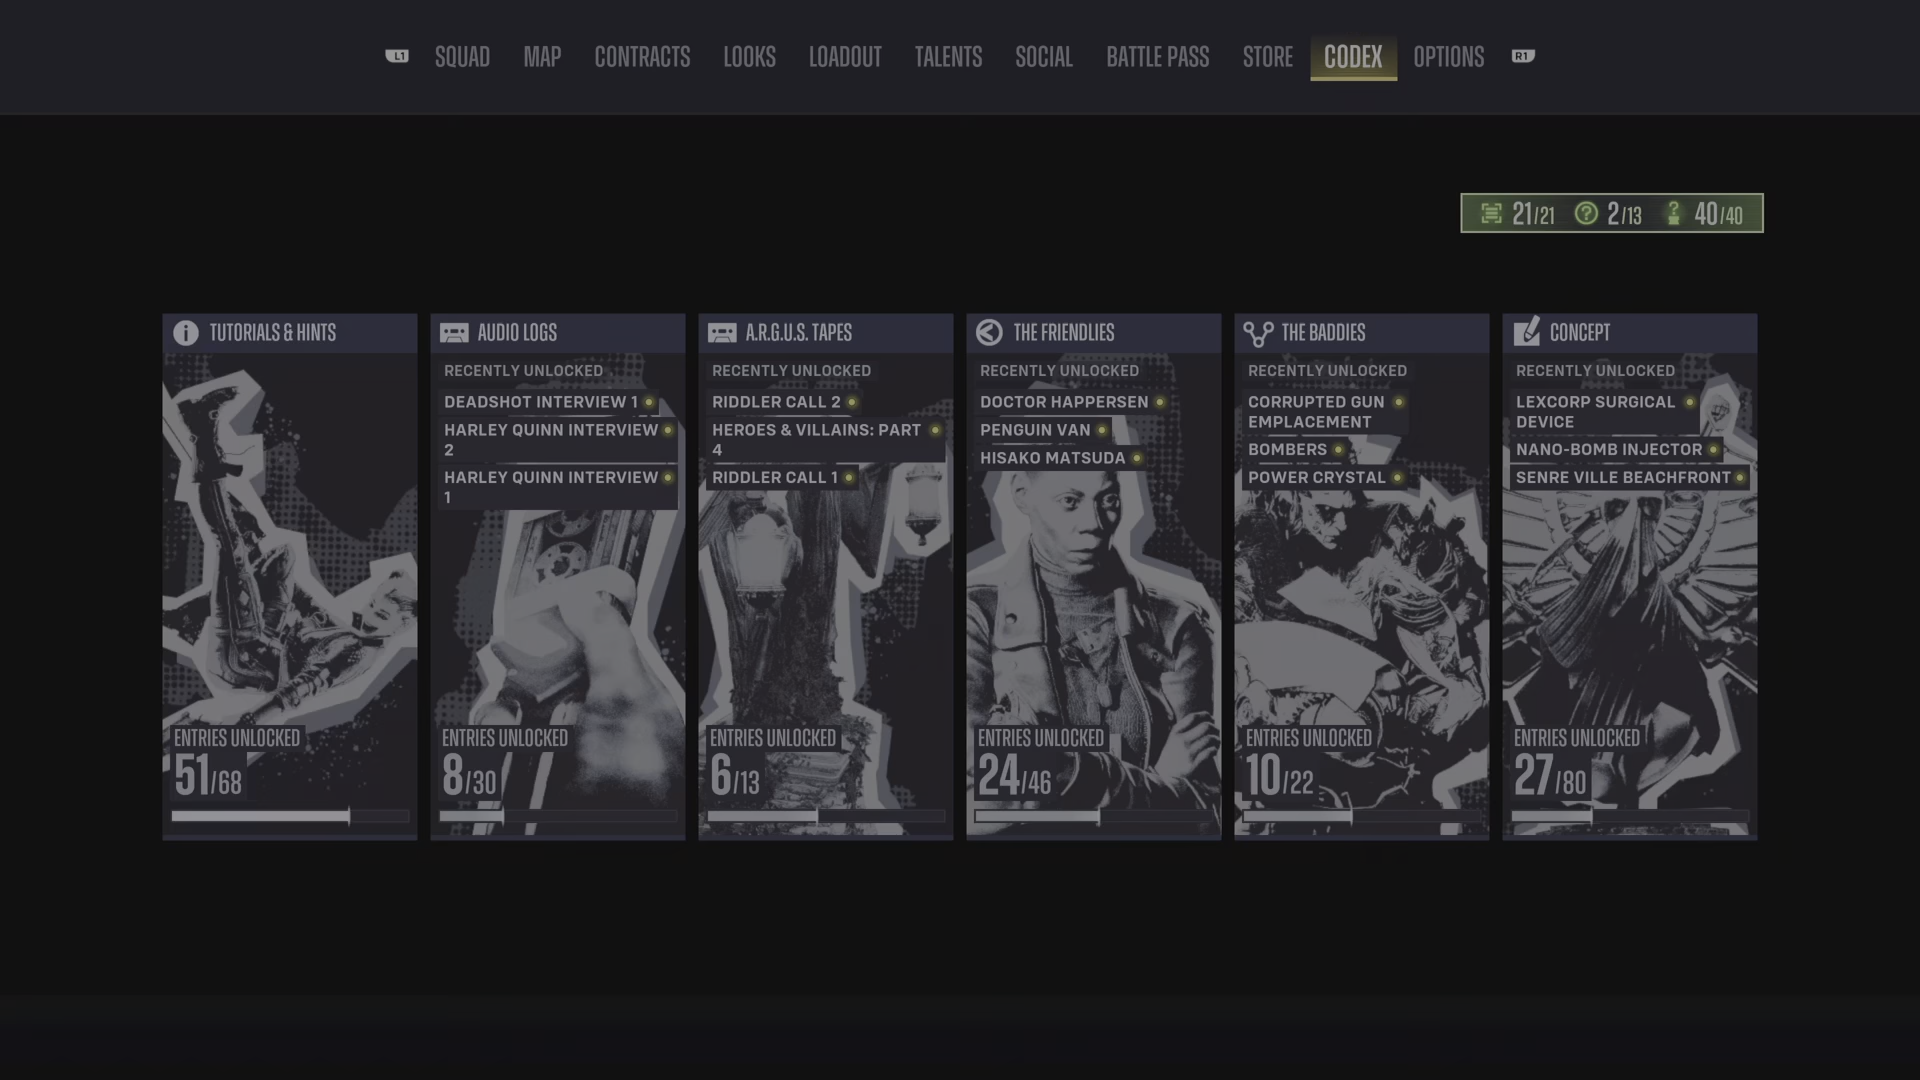 L1 SQUAD MAP CONTRACTS LOOKS LOADOUT TALENTS SOCIAL BATTLE PASS STORE CODEX OPTIONS R1
21/21 2/13 40/40
TUTORIALS & HINTS
ENTRIES UNLOCKED
51/68
AUDIO LOGS
RECENTLY UNLOCKED
DEADSHOT INTERVIEW 1
HARLEY QUINN INTERVIEW
2
HARLEY QUINN INTERVIEW
1
ENTRIES UNLOCKED
8/30
A.R.G.U.S. TAPES
RECENTLY UNLOCKED
RIDDLER CALL 2
HEROES & VILLAINS: PART
4
RIDDLER CALL 1
ENTRIES UNLOCKED
6/13
THE FRIENDLIES
RECENTLY UNLOCKED
DOCTOR HAPPERSEN
PENGUIN VAN
HISAKO MATSUDA
ENTRIES UNLOCKED
24/46
THE BADDIES
RECENTLY UNLOCKED
CORRUPTED GUN
EMPLACEMENT
BOMBERS
POWER CRYSTAL
ENTRIES UNLOCKED
10/22
CONCEPT
RECENTLY UNLOCKED
LEXCORP SURGICAL
DEVICE
NANO-BOMB INJECTOR
SENRE VILLE BEACHFRONT
ENTRIES UNLOCKED
27/80